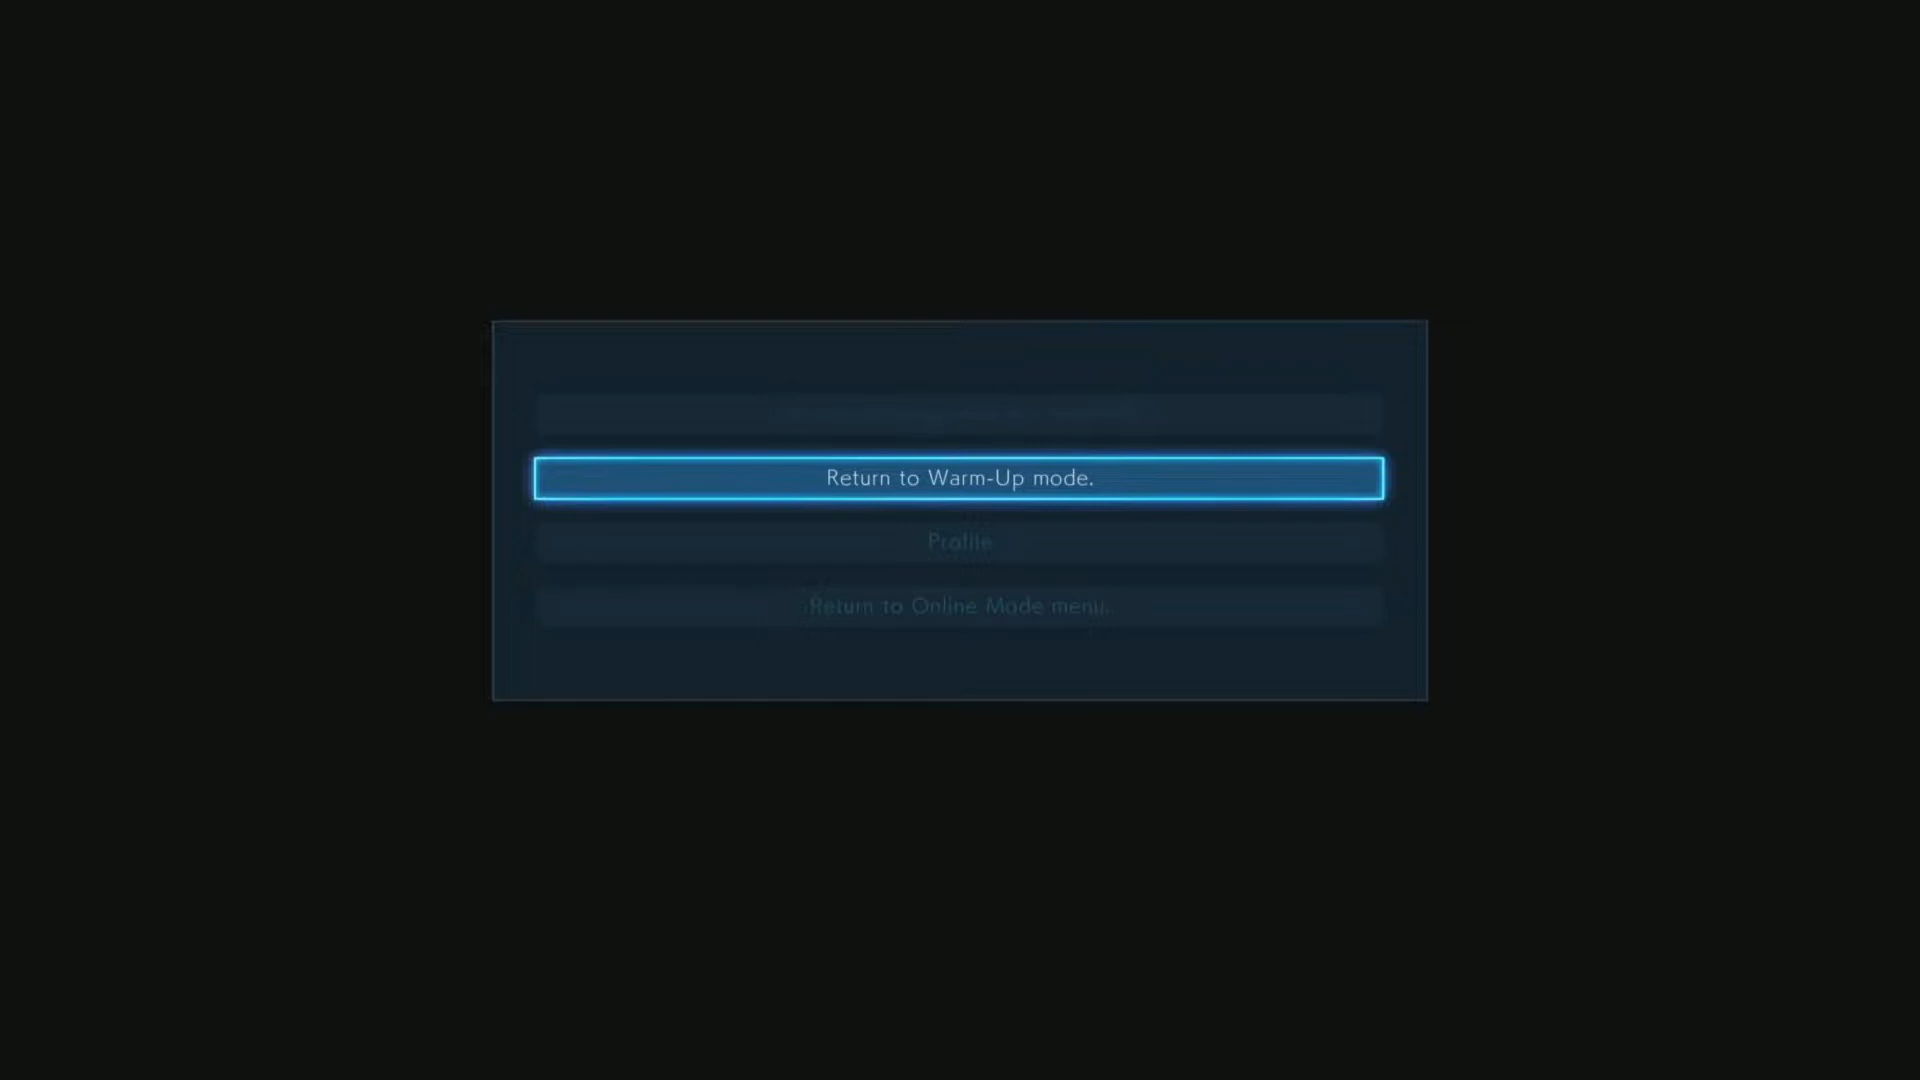 Return to Warm-Up mode.
Profile
Return to Online Mode menu.